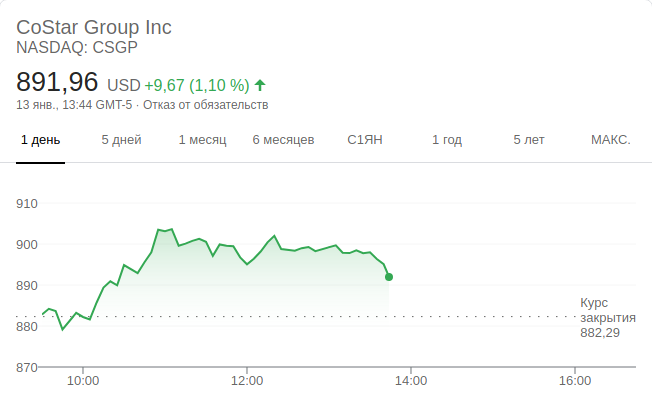 CoStar Group Inc
NASDAQ: CSGP
891,96 USD +9,67 (1,10 %)
13 янв., 13:44 GMT-5 · Отказ от обязательств
1 день 5 дней 1 месяц 6 месяцев С1ЯН 1 год 5 лет МАКС.
910
900
890
880
870
Курс
закрытия
882,29
10:00 12:00 14:00 16:00